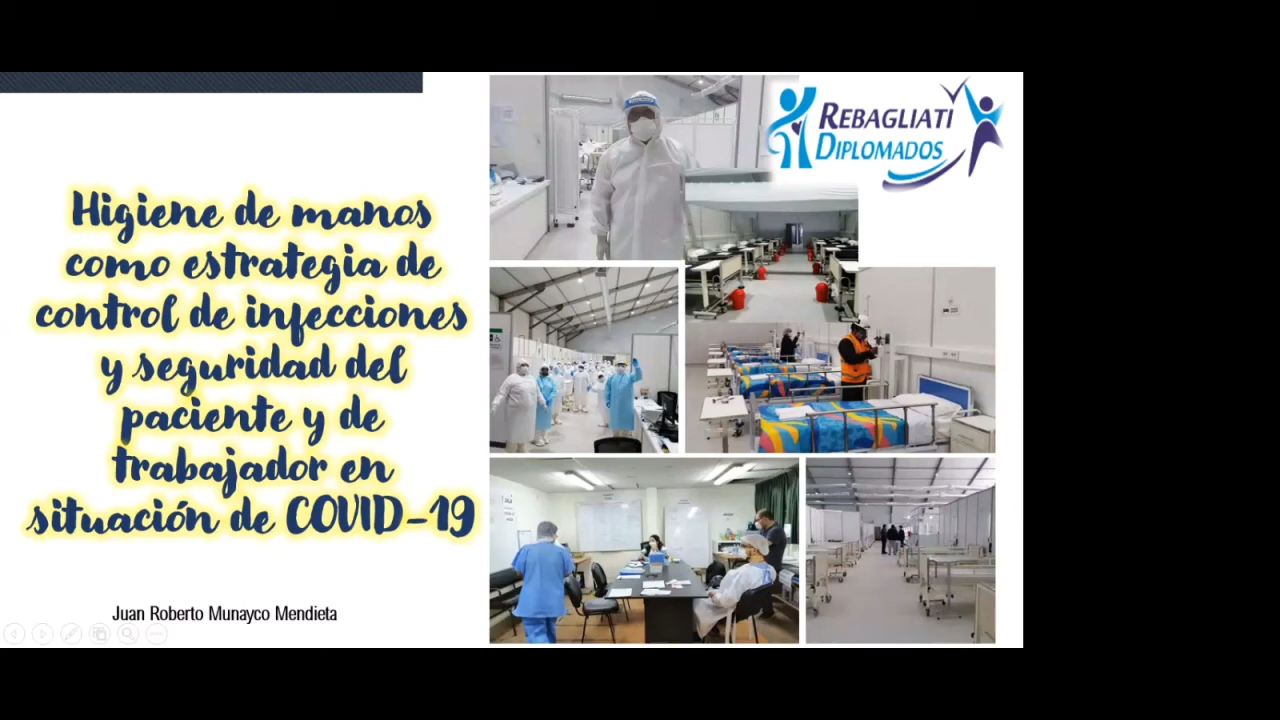 Higiene de manos
como estrategia de
control de infecciones
y seguridad del
paciente y de
trabajador en
situación de COVID-19
Juan Roberto Munayco Mendieta
REBAGLIATI
DIPLOMADOS